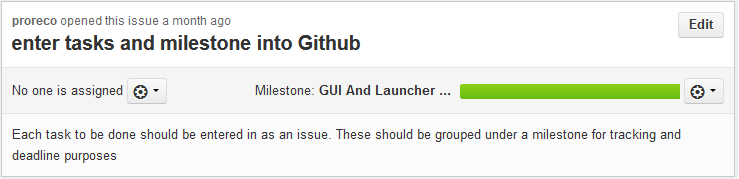 proreco opened this issue a month ago
Edit
enter tasks and milestone into Github
No one is assigned
Milestone: GUI And Launcher ...
Each task to be done should be entered in as an issue. These should be grouped under a milestone for tracking and
deadline purposes